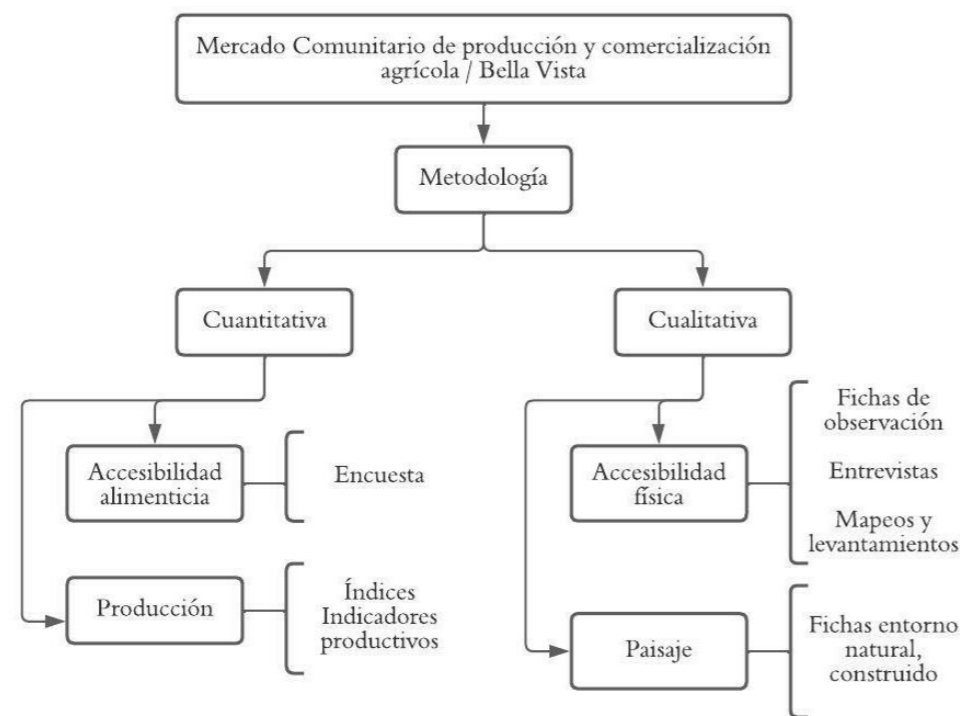 Mercado Comunitario de producción y comercialización
agrícola / Bella Vista
Metodología
Cuantitativa
Cualitativa
Accesibilidad
alimenticia
Encuesta
Producción
Índices
Indicadores
productivos
Accesibilidad
física
Fichas de
observación
Entrevistas
Mapeos y
levantamientos
Paisaje
Fichas entorno
natural,
construido